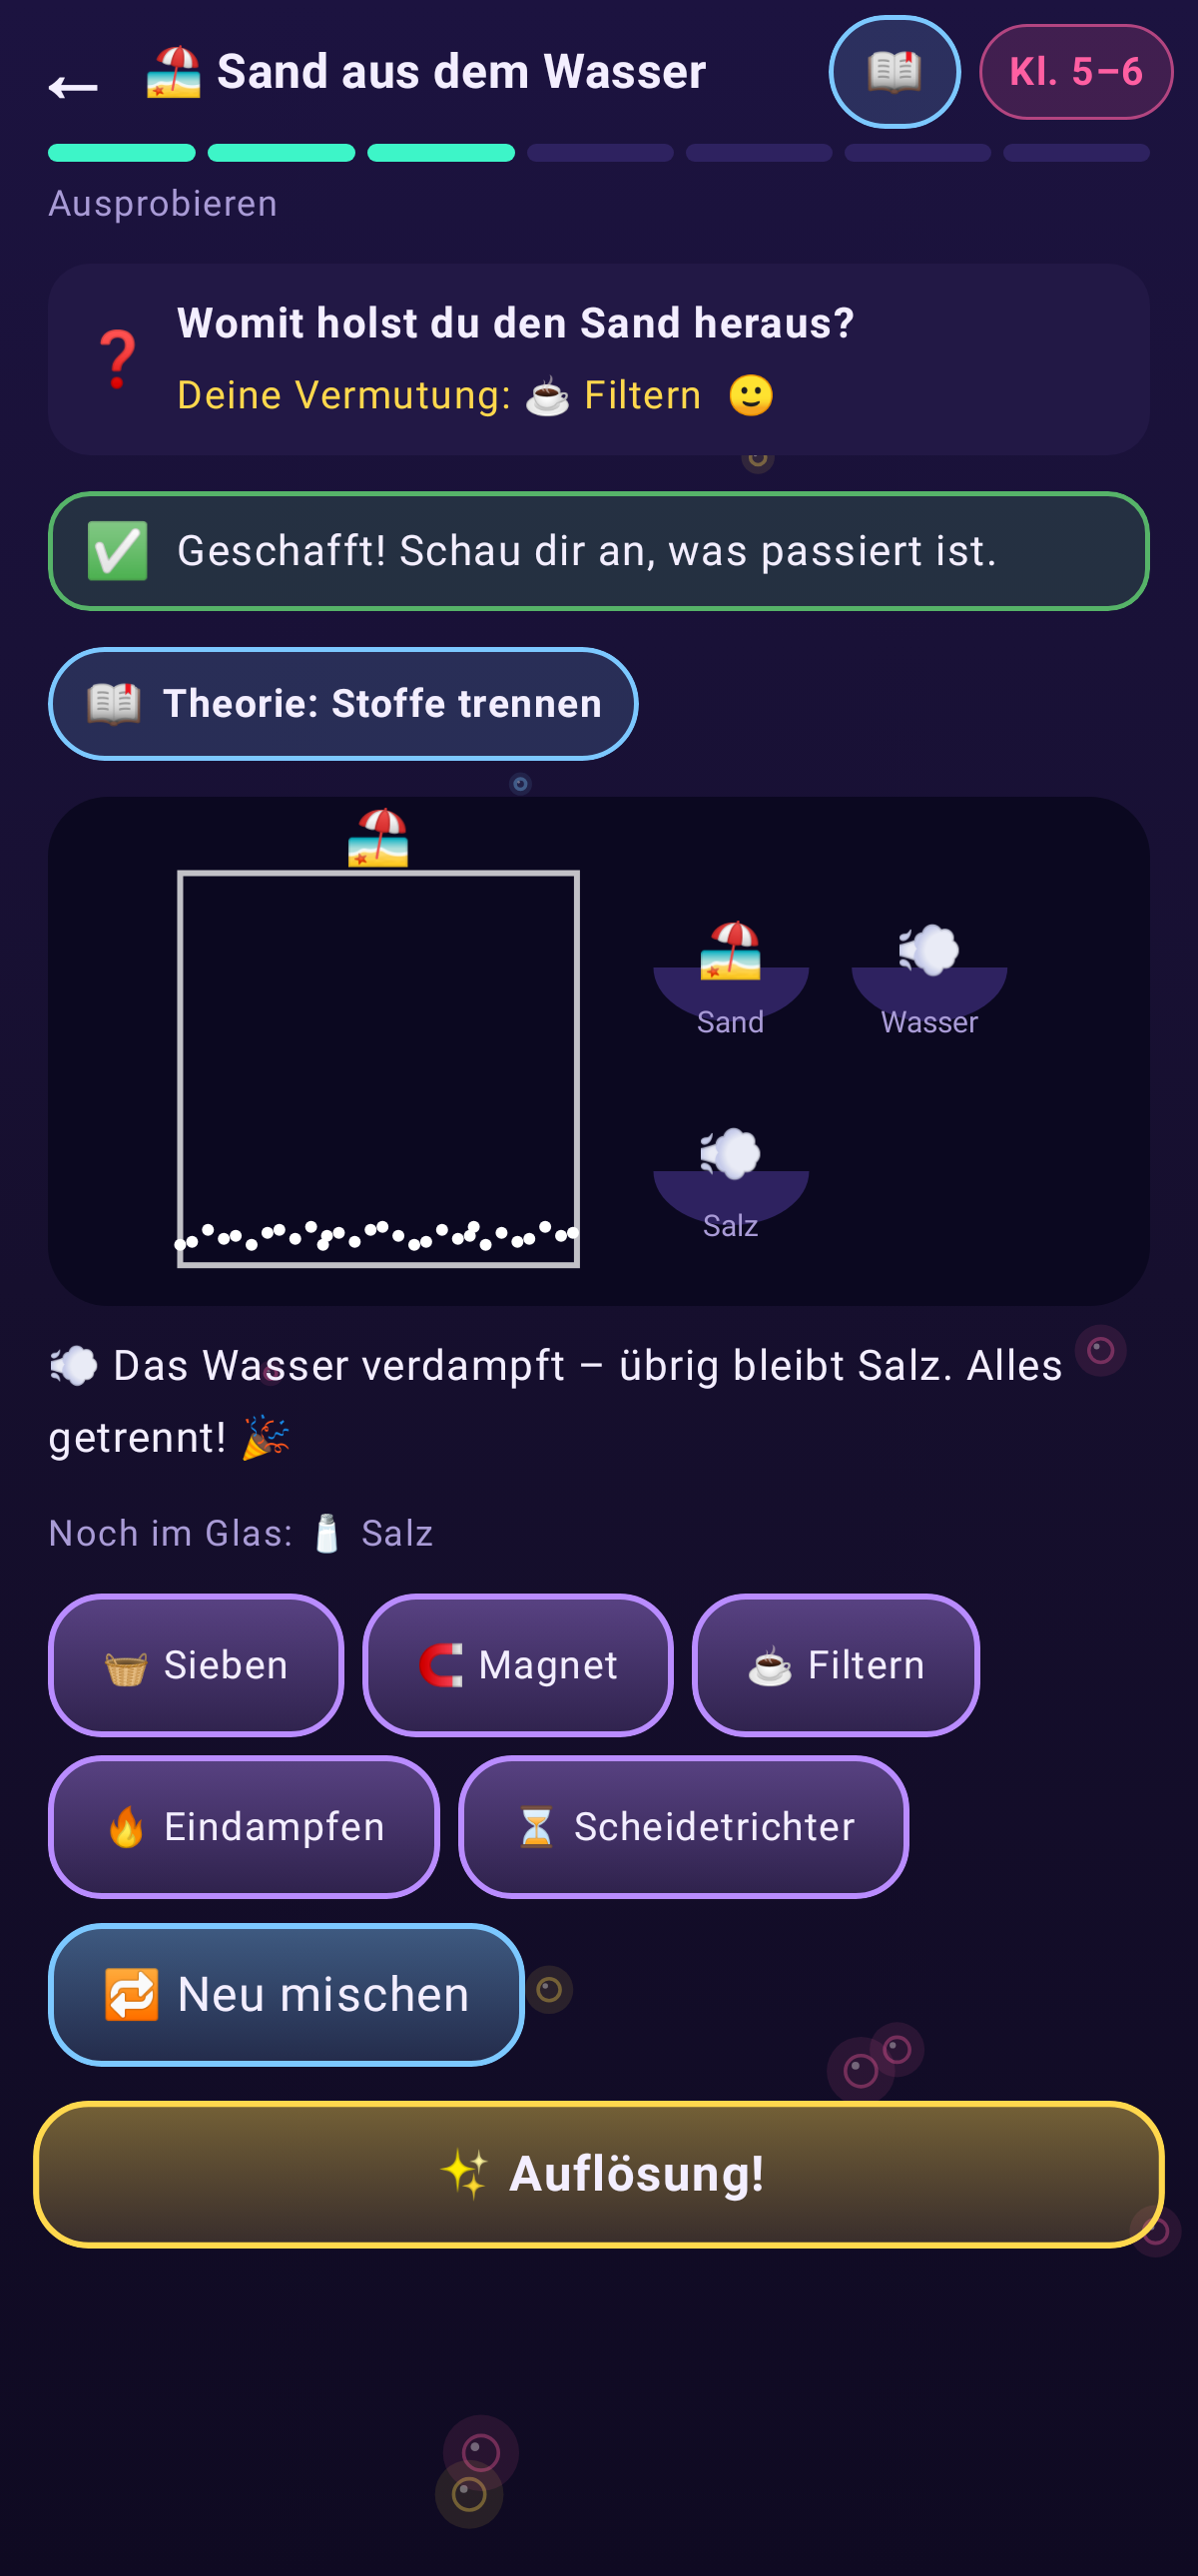 Sand aus dem Wasser
Kl. 5–6
Ausprobieren
Womit holst du den Sand heraus?
Deine Vermutung: ☕ Filtern 🙂
Geschafft! Schau dir an, was passiert ist.
Theorie: Stoffe trennen
Sand
Wasser
Salz
💨 Das Wasser verdampft – übrig bleibt Salz. Alles
getrennt! 🎉
Noch im Glas: 🧂 Salz
Sieben
Magnet
Filtern
Eindampfen
Scheidetrichter
Neu mischen
Auflösung!